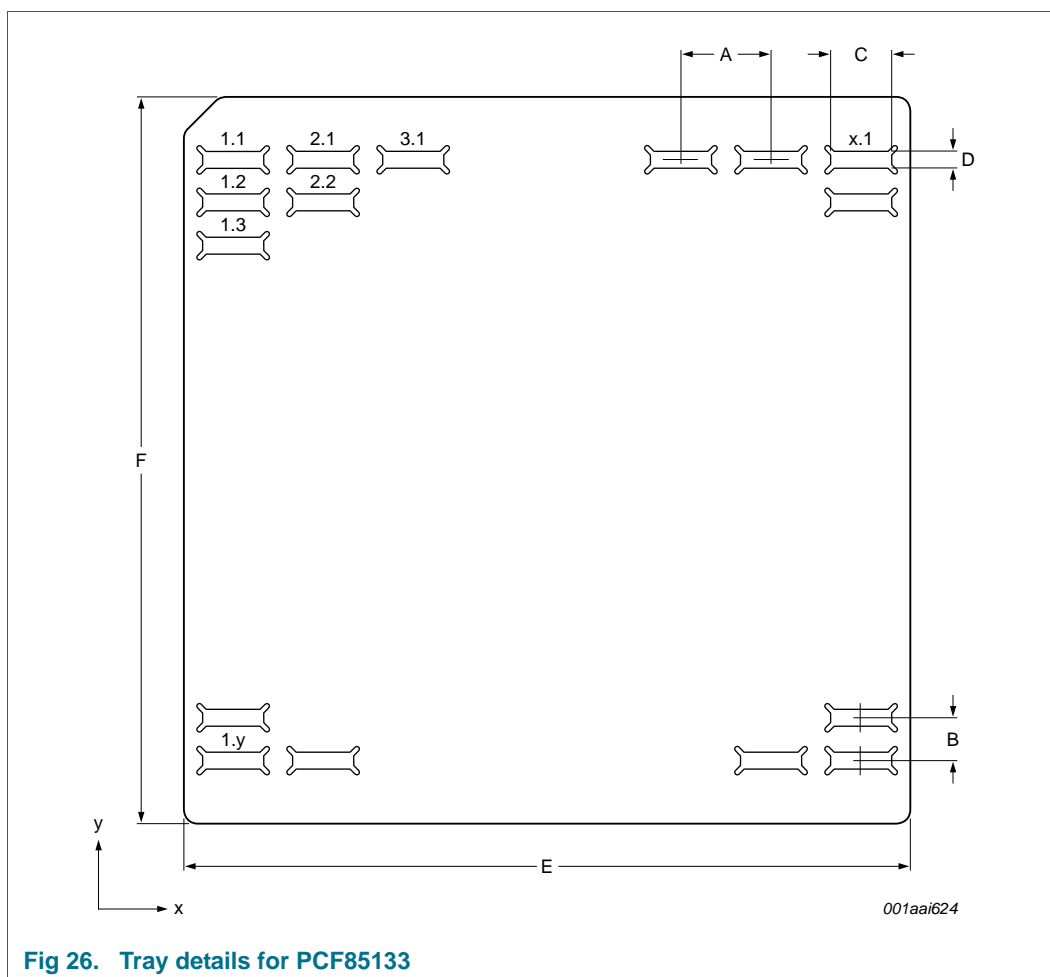 A C
1.1 2.1 3.1 x.1 D
1.2 2.2
1.3
F
1.y B
y
E
x
001aai624
Fig 26. Tray details for PCF85133